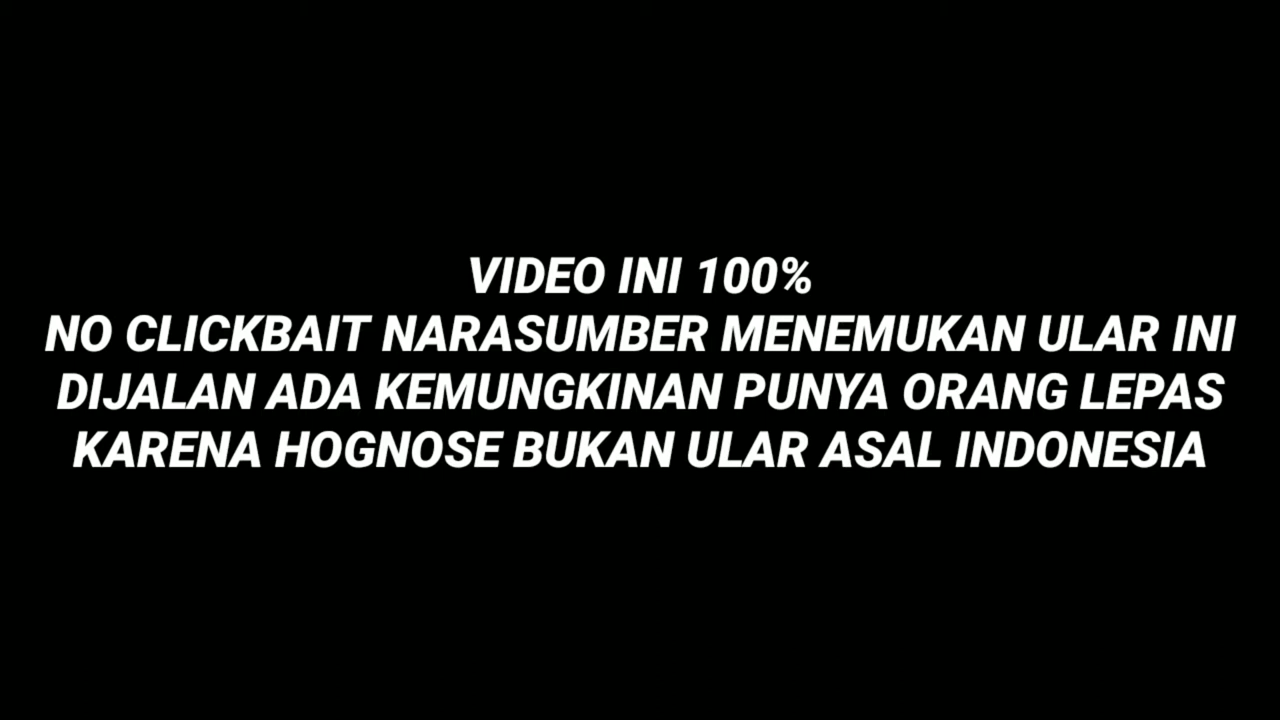 VIDEO INI 100%
NO CLICKBAIT NARASUMBER MENEMUKAN ULAR INI
DIJALAN ADA KEMUNGKINAN PUNYA ORANG LEPAS
KARENA HOGNOSE BUKAN ULAR ASAL INDONESIA